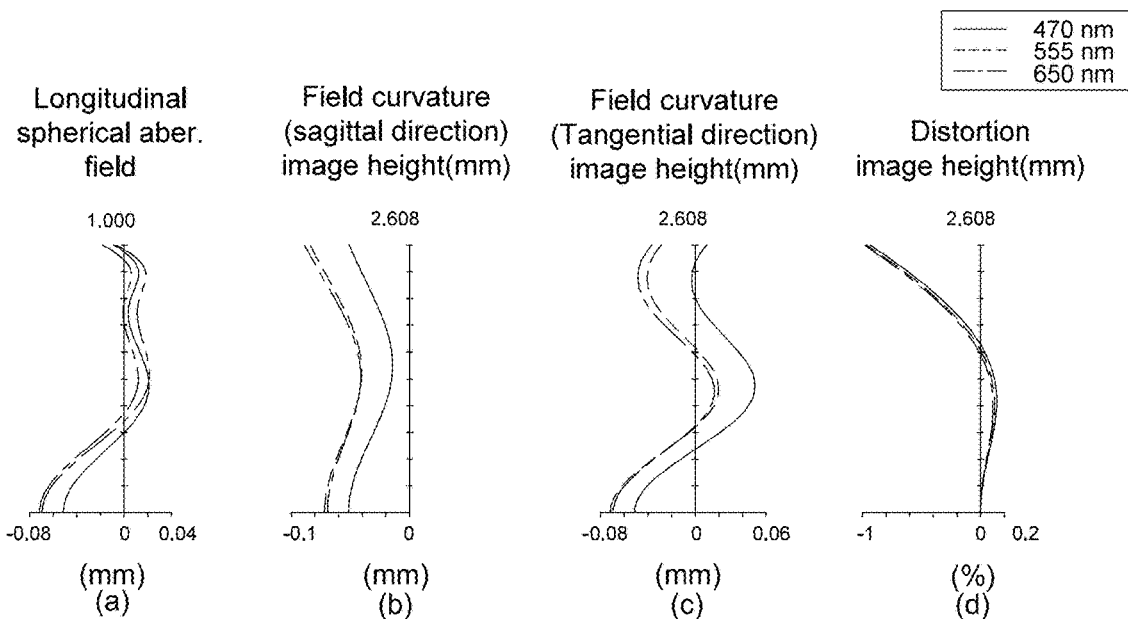 470 nm
555 nm
650 nm
Longitudinal
spherical aber.
field
Field curvature
(sagittal direction)
image height(mm)
Field curvature
(Tangential direction)
image height(mm)
Distortion
image height(mm)
1.000
2.608
2.608
2.608
-0.08 0 0.04
-0.1 0
-0.08 0 0.06
-1 0 0.2
(mm)
(mm)
(mm)
(%)
(a)
(b)
(c)
(d)